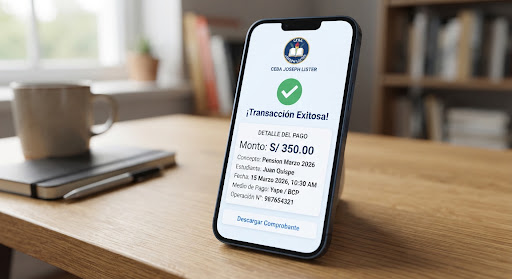 CEBA JOSEPH LISTER
¡Transacción Exitosa!
DETALLE DEL PAGO
Monto: S/ 350.00
Concepto: Pension Marzo 2026
Estudiante: Juan Quispe
Fecha: 15 Marzo 2026, 10:30 AM
Medio de Pago: Yape / BCP
Operación N°: 987654321
Descargar Comprobante